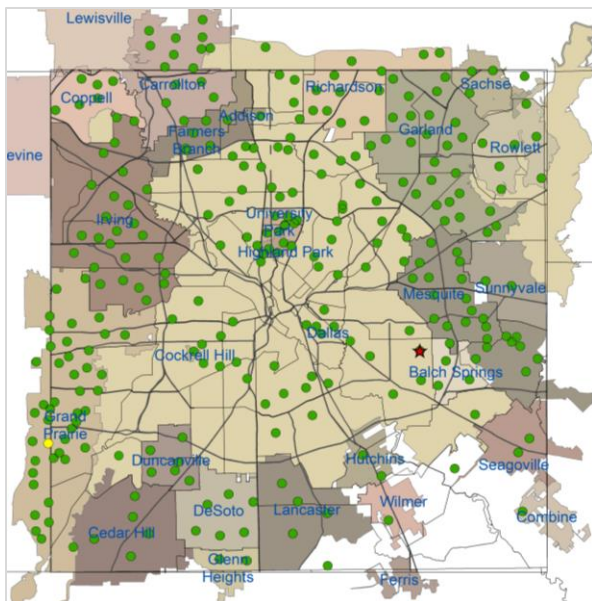 Lewisville
Coppell
Carrollton
Addison
Richardson
Sachse
Farmers
Branch
Garland
Rowlett
evine
Irving
University
Park
Highland Park
Mesquite
Sunnyvale
Dallas
Cockrell Hill
Balch Springs
Grand
Prairie
Duncanville
Hutchins
Seagoville
DeSoto
Lancaster
Wilmer
Combine
Cedar Hill
Glenn
Heights
Ferris